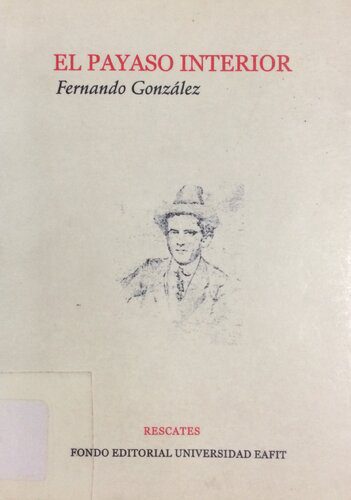 EL PAYASO INTERIOR
Fernando González
RESCATES
FONDO EDITORIAL UNIVERSIDAD EAFIT